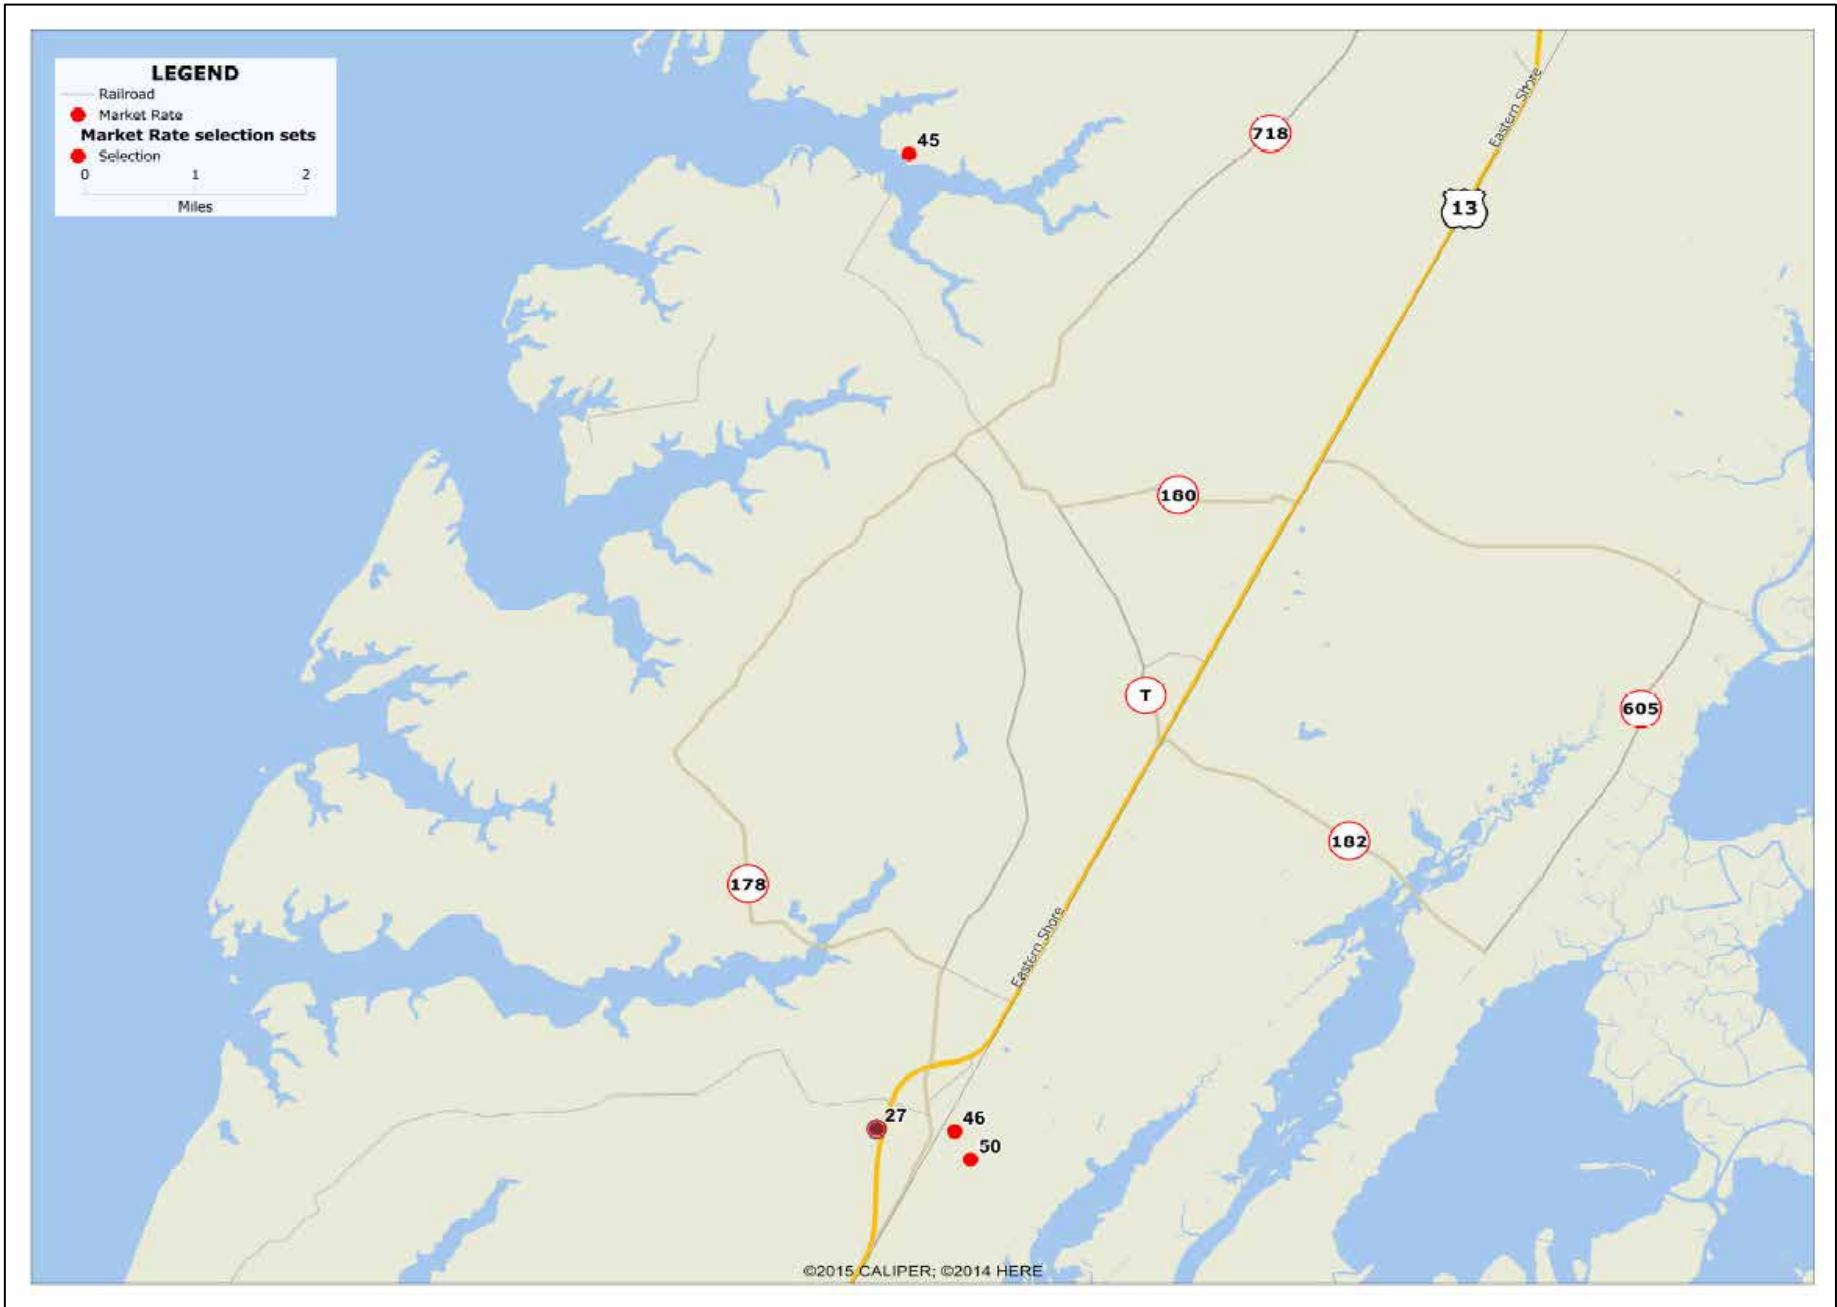 LEGEND
Railroad
Market Rate
Market Rate selection sets
Selection
0 1 2
Miles
45
718
Eastern Shore
13
180
T
605
182
178
Eastern Shore
27
46
50
©2015 CALIPER; ©2014 HERE